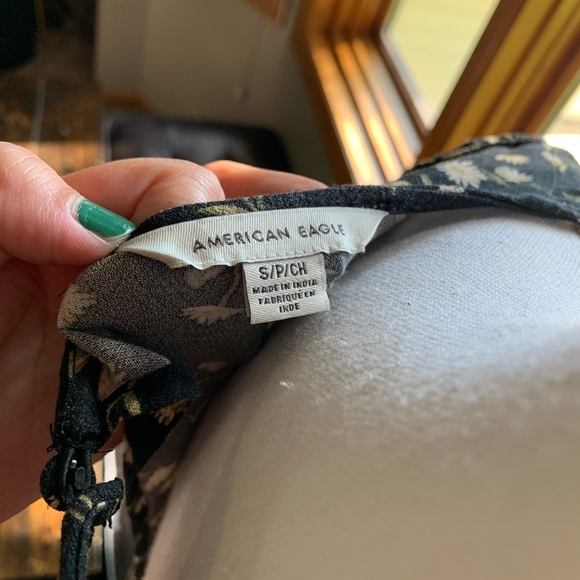 AMERICAN EAGLE
S/P/CH
MADE IN INDIA
FABRIQUÉ EN
INDE